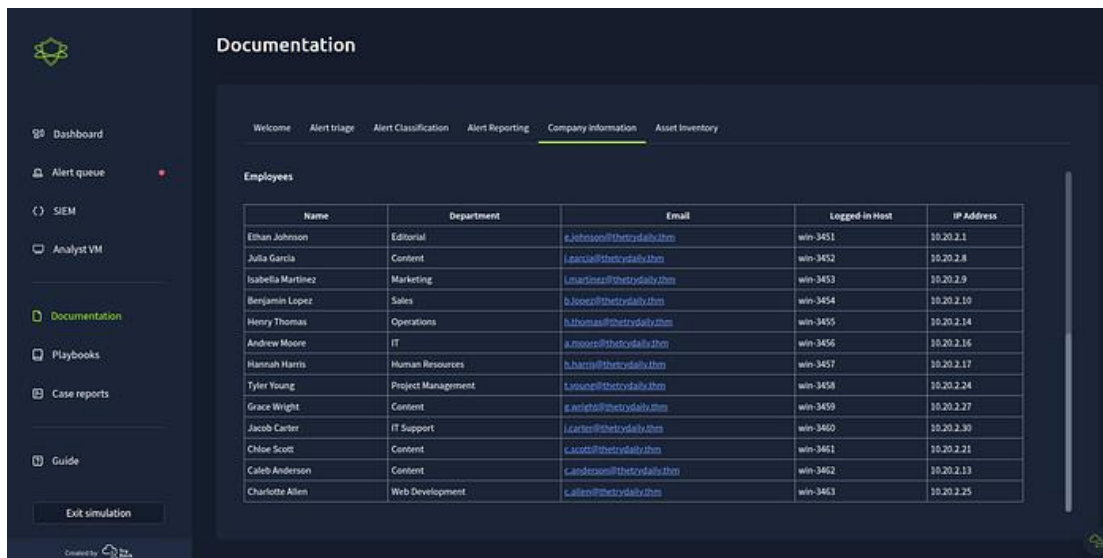 Documentation
Dashboard
Alert queue
SIEM
Analyst VM
Documentation
Playbooks
Case reports
Guide
Exit simulation
Created by Try Hack
Welcome Alert triage Alert Classification Alert Reporting Company information Asset Inventory
Employees
Name Department Email Logged-in Host IP Address
Ethan Johnson Editorial e.johnson@thetrydaily.thm win-3451 10.20.2.1
Julia Garcia Content j.garcia@thetrydaily.thm win-3452 10.20.2.8
Isabella Martinez Marketing i.martinez@thetrydaily.thm win-3453 10.20.2.9
Benjamin Lopez Sales b.lopez@thetrydaily.thm win-3454 10.20.2.10
Henry Thomas Operations h.thomas@thetrydaily.thm win-3455 10.20.2.14
Andrew Moore IT a.moore@thetrydaily.thm win-3456 10.20.2.16
Hannah Harris Human Resources h.harris@thetrydaily.thm win-3457 10.20.2.17
Tyler Young Project Management t.young@thetrydaily.thm win-3458 10.20.2.24
Grace Wright Content g.wright@thetrydaily.thm win-3459 10.20.2.27
Jacob Carter IT Support j.carter@thetrydaily.thm win-3460 10.20.2.30
Chloe Scott Content c.scott@thetrydaily.thm win-3461 10.20.2.21
Caleb Anderson Content c.anderson@thetrydaily.thm win-3462 10.20.2.13
Charlotte Allen Web Development c.allen@thetrydaily.thm win-3463 10.20.2.25